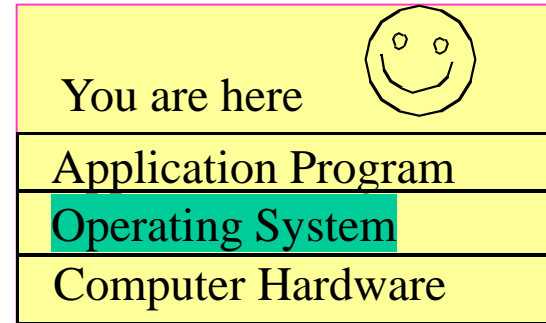 You are here
Application Program
Operating System
Computer Hardware